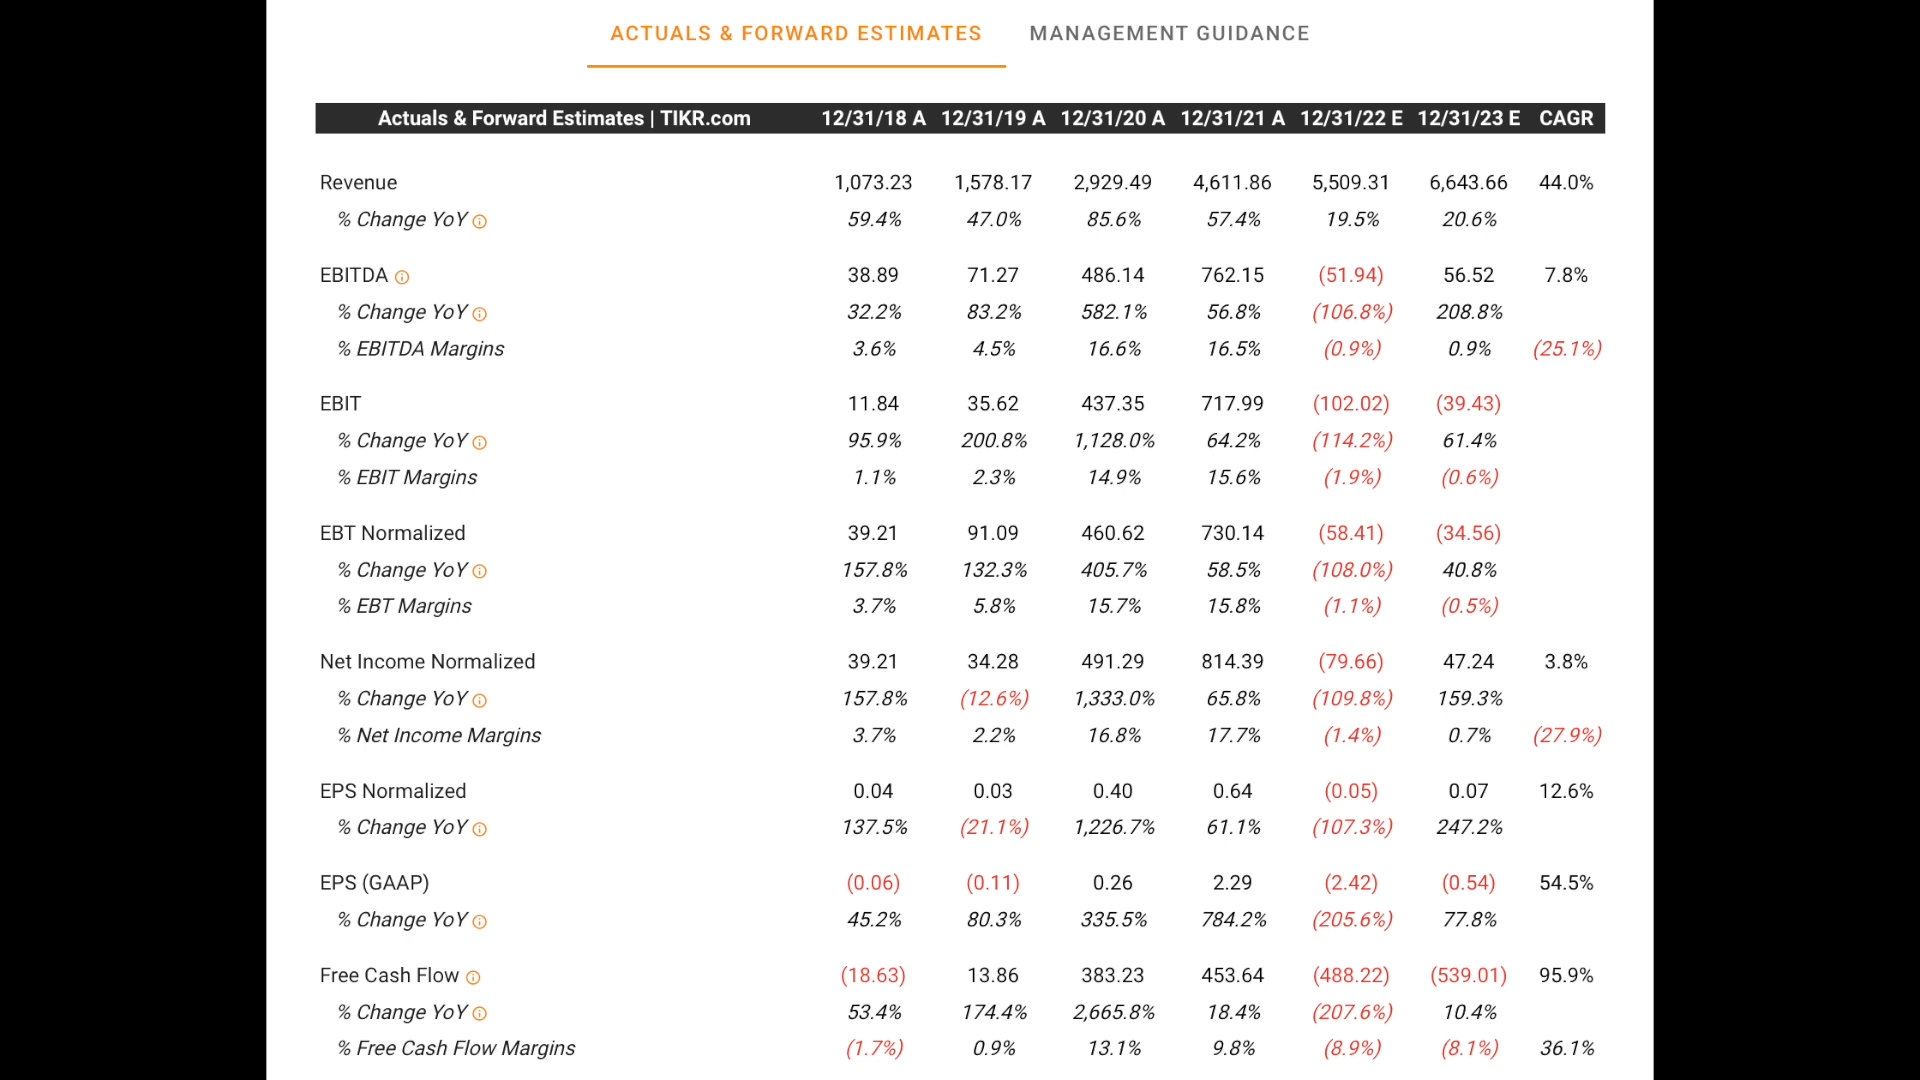 ACTUALS & FORWARD ESTIMATES MANAGEMENT GUIDANCE
Actuals & Forward Estimates | TIKR.com 12/31/18 A 12/31/19 A 12/31/20 A 12/31/21 A 12/31/22 E 12/31/23 E CAGR
Revenue 1,073.23 1,578.17 2,929.49 4,611.86 5,509.31 6,643.66 44.0%
% Change YoY 59.4% 47.0% 85.6% 57.4% 19.5% 20.6%
EBITDA 38.89 71.27 486.14 762.15 (51.94) 56.52 7.8%
% Change YoY 32.2% 83.2% 582.1% 56.8% (106.8%) 208.8%
% EBITDA Margins 3.6% 4.5% 16.6% 16.5% (0.9%) 0.9% (25.1%)
EBIT 11.84 35.62 437.35 717.99 (102.02) (39.43)
% Change YoY 95.9% 200.8% 1,128.0% 64.2% (114.2%) 61.4%
% EBIT Margins 1.1% 2.3% 14.9% 15.6% (1.9%) (0.6%)
EBT Normalized 39.21 91.09 460.62 730.14 (58.41) (34.56)
% Change YoY 157.8% 132.3% 405.7% 58.5% (108.0%) 40.8%
% EBT Margins 3.7% 5.8% 15.7% 15.8% (1.1%) (0.5%)
Net Income Normalized 39.21 34.28 491.29 814.39 (79.66) 47.24 3.8%
% Change YoY 157.8% (12.6%) 1,333.0% 65.8% (109.8%) 159.3%
% Net Income Margins 3.7% 2.2% 16.8% 17.7% (1.4%) 0.7% (27.9%)
EPS Normalized 0.04 0.03 0.40 0.64 (0.05) 0.07 12.6%
% Change YoY 137.5% (21.1%) 1,226.7% 61.1% (107.3%) 247.2%
EPS (GAAP) (0.06) (0.11) 0.26 2.29 (2.42) (0.54) 54.5%
% Change YoY 45.2% 80.3% 335.5% 784.2% (205.6%) 77.8%
Free Cash Flow (18.63) 13.86 383.23 453.64 (488.22) (539.01) 95.9%
% Change YoY 53.4% 174.4% 2,665.8% 18.4% (207.6%) 10.4%
% Free Cash Flow Margins (1.7%) 0.9% 13.1% 9.8% (8.9%) (8.1%) 36.1%